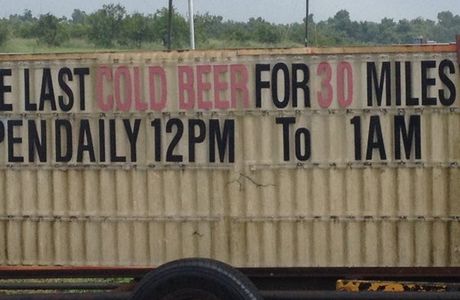 E LAST COLD BEER FOR 30 MILES
PEN DAILY 12PM To 1AM